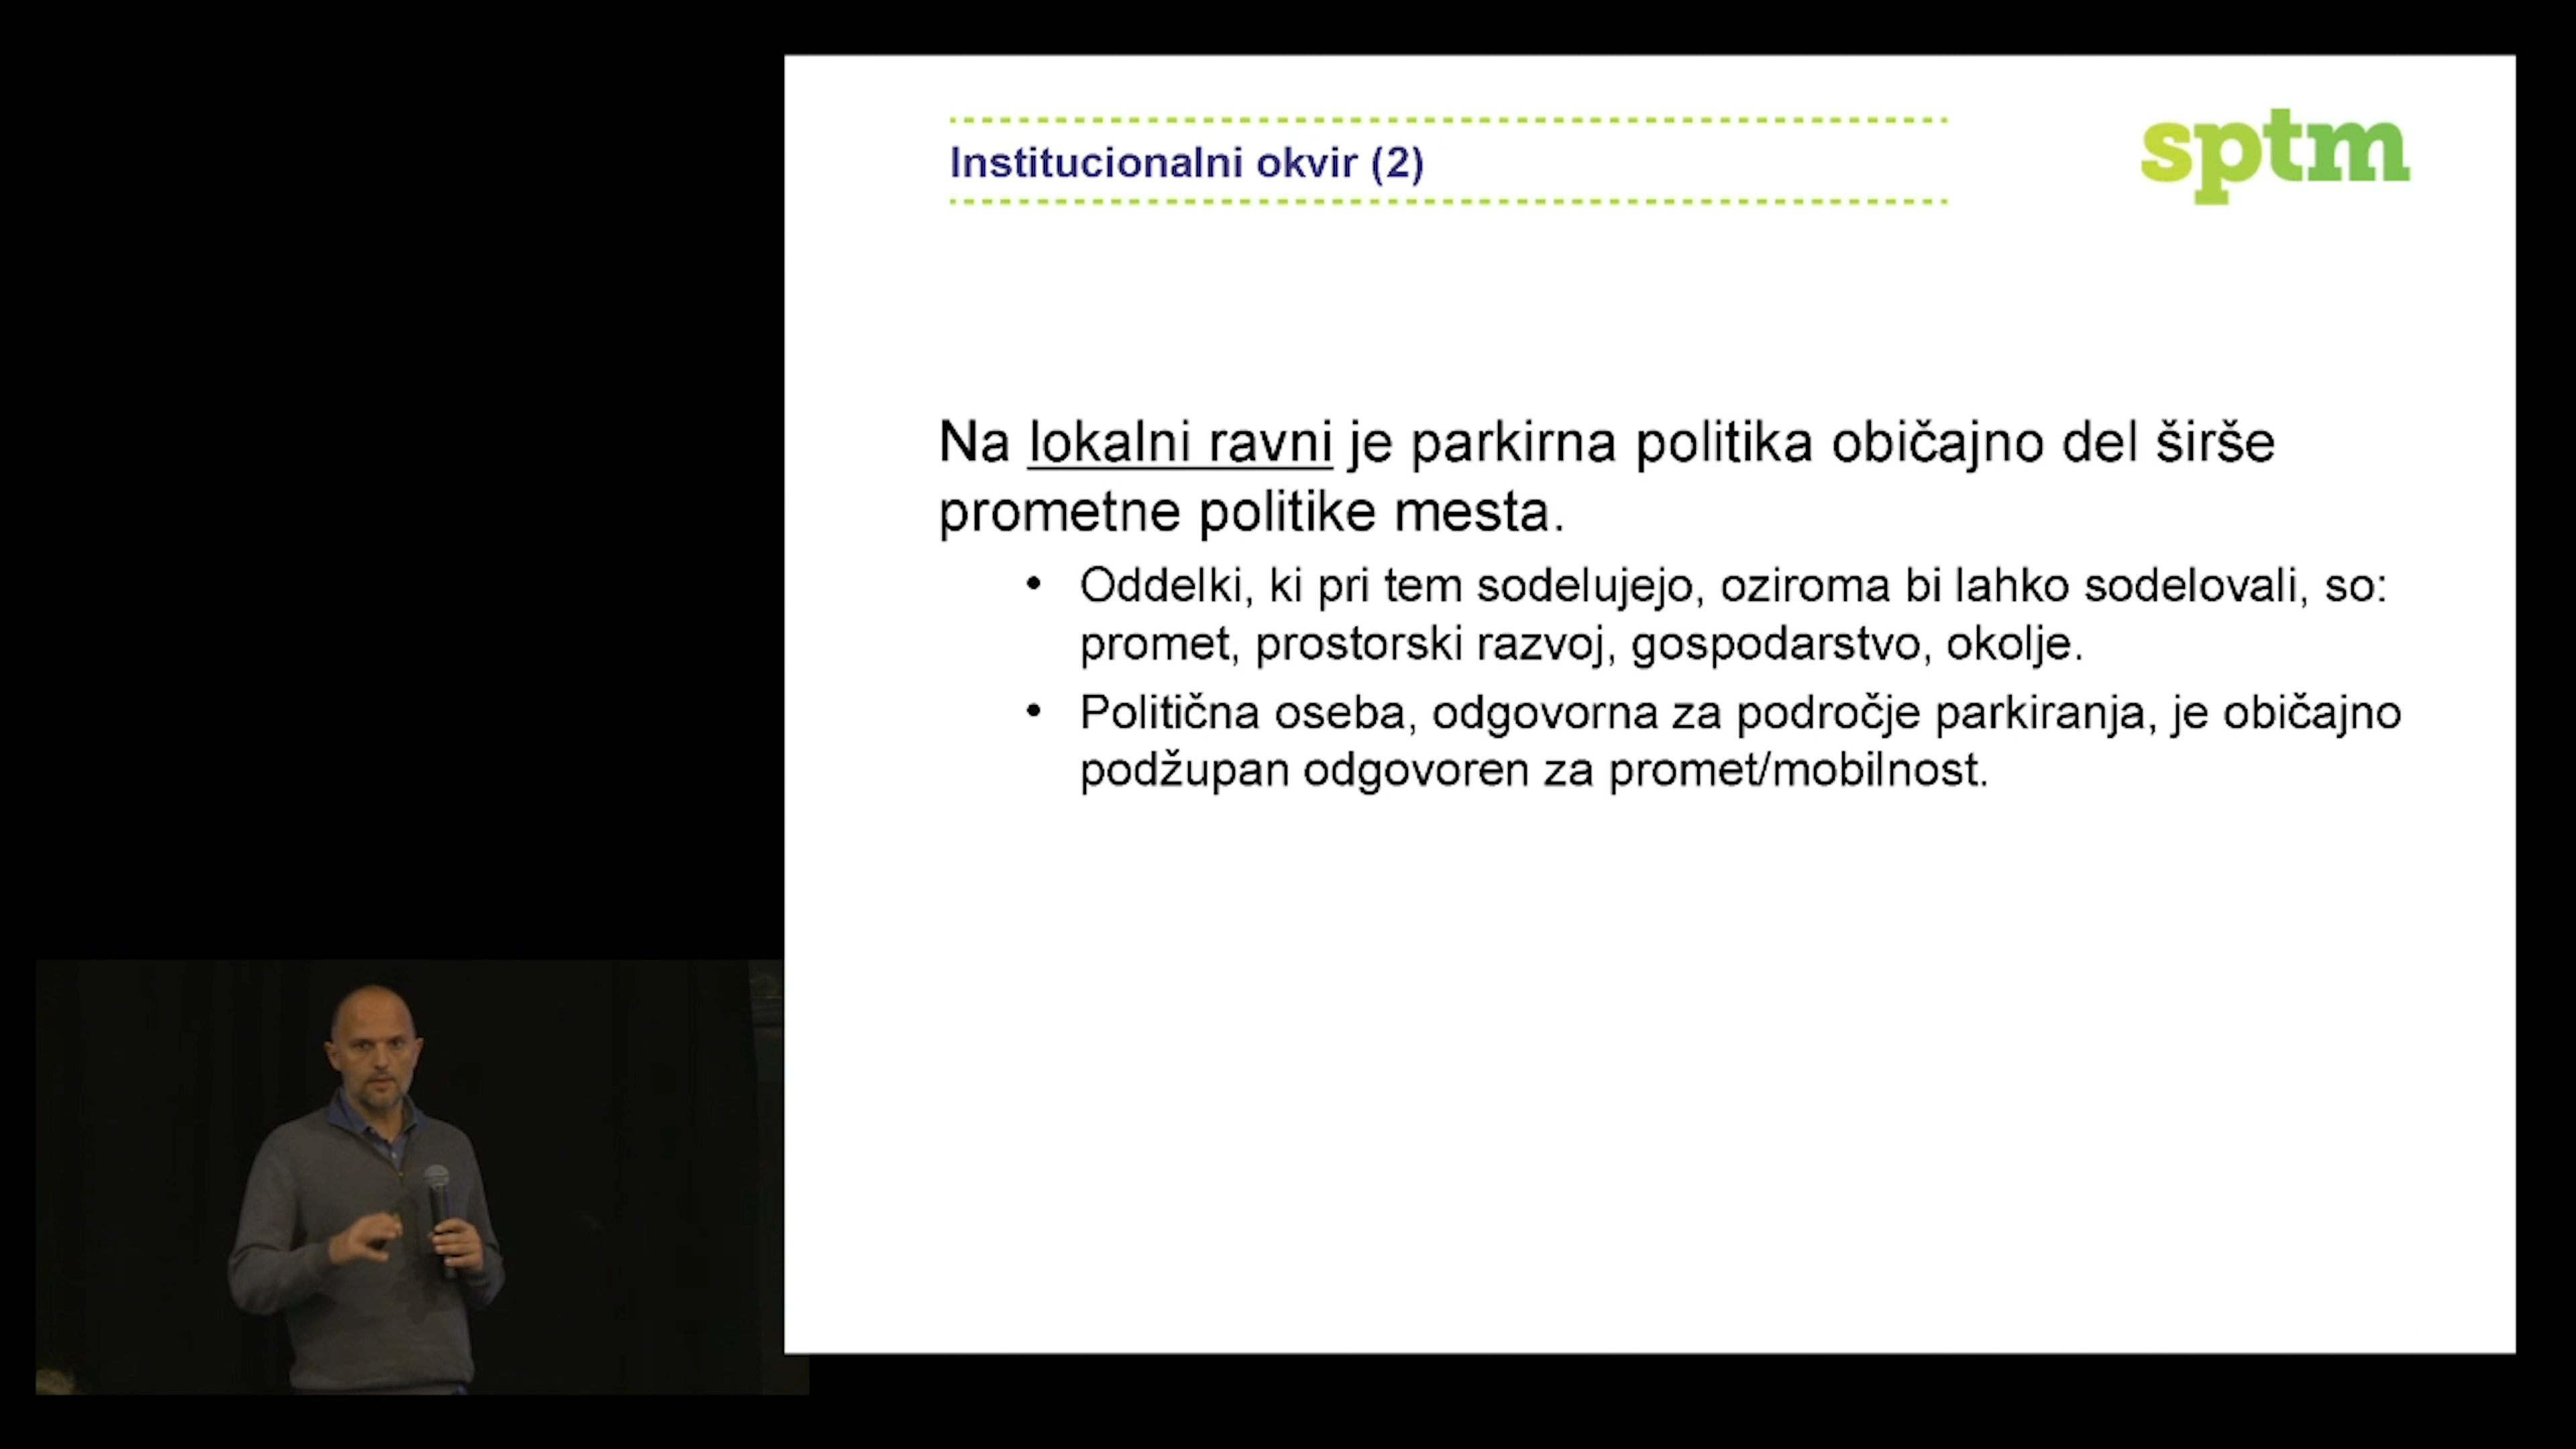 Institucionalni okvir (2)
sptm
Na lokalni ravni je parkirna politika običajno del širše
prometne politike mesta.
• Oddelki, ki pri tem sodelujejo, oziroma bi lahko sodelovali, so:
promet, prostorski razvoj, gospodarstvo, okolje.
• Politična oseba, odgovorna za področje parkiranja, je običajno
podžupan odgovoren za promet/mobilnost.